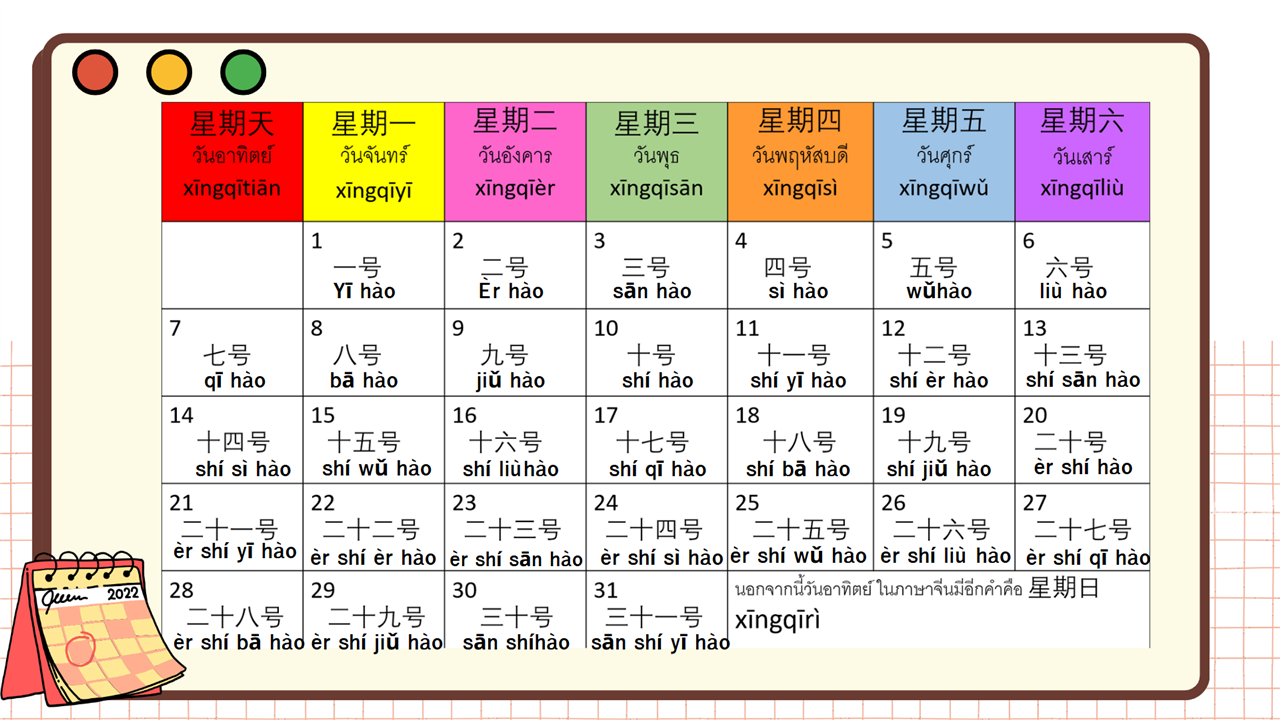 星期天
วันอาทิตย์
xīngqītiān
星期一
วันจันทร์
xīngqīyī
星期二
วันอังคาร
xīngqīèr
星期三
วันพุธ
xīngqīsān
星期四
วันพฤหัสบดี
xīngqīsì
星期五
วันศุกร์
xīngqīwǔ
星期六
วันเสาร์
xīngqīliù
1
一号
Yī hào
2
二号
Èr hào
3
三号
sān hào
4
四号
sì hào
5
五号
wǔhào
6
六号
liù hào
7
七号
qī hào
8
八号
bā hào
9
九号
jiǔ hào
10
十号
shí hào
11
十一号
shí yī hào
12
十二号
shí èr hào
13
十三号
shí sān hào
14
十四号
shí sì hào
15
十五号
shí wǔ hào
16
十六号
shí liùhào
17
十七号
shí qī hào
18
十八号
shí bā hào
19
十九号
shí jiǔ hào
20
二十号
èr shí hào
21
二十一号
èr shí yī hào
22
二十二号
èr shí èr hào
23
二十三号
èr shí sān hào
24
二十四号
èr shí sì hào
25
二十五号
èr shí wǔ hào
26
二十六号
èr shí liù hào
27
二十七号
èr shí qī hào
28
二十八号
èr shí bā hào
29
二十九号
èr shí jiǔ hào
30
三十号
sān shíhào
31
三十一号
sān shí yī hào
นอกจากนี้วันอาทิตย์ ในภาษาจีนมีอีกคำคือ 星期日
xīngqīrì
2022